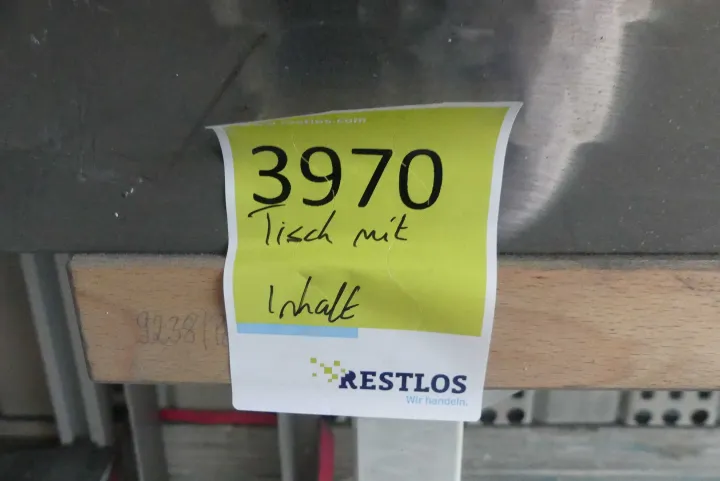 3970
Tisch mit
Inhalt
RESTLOS
Wir handeln.